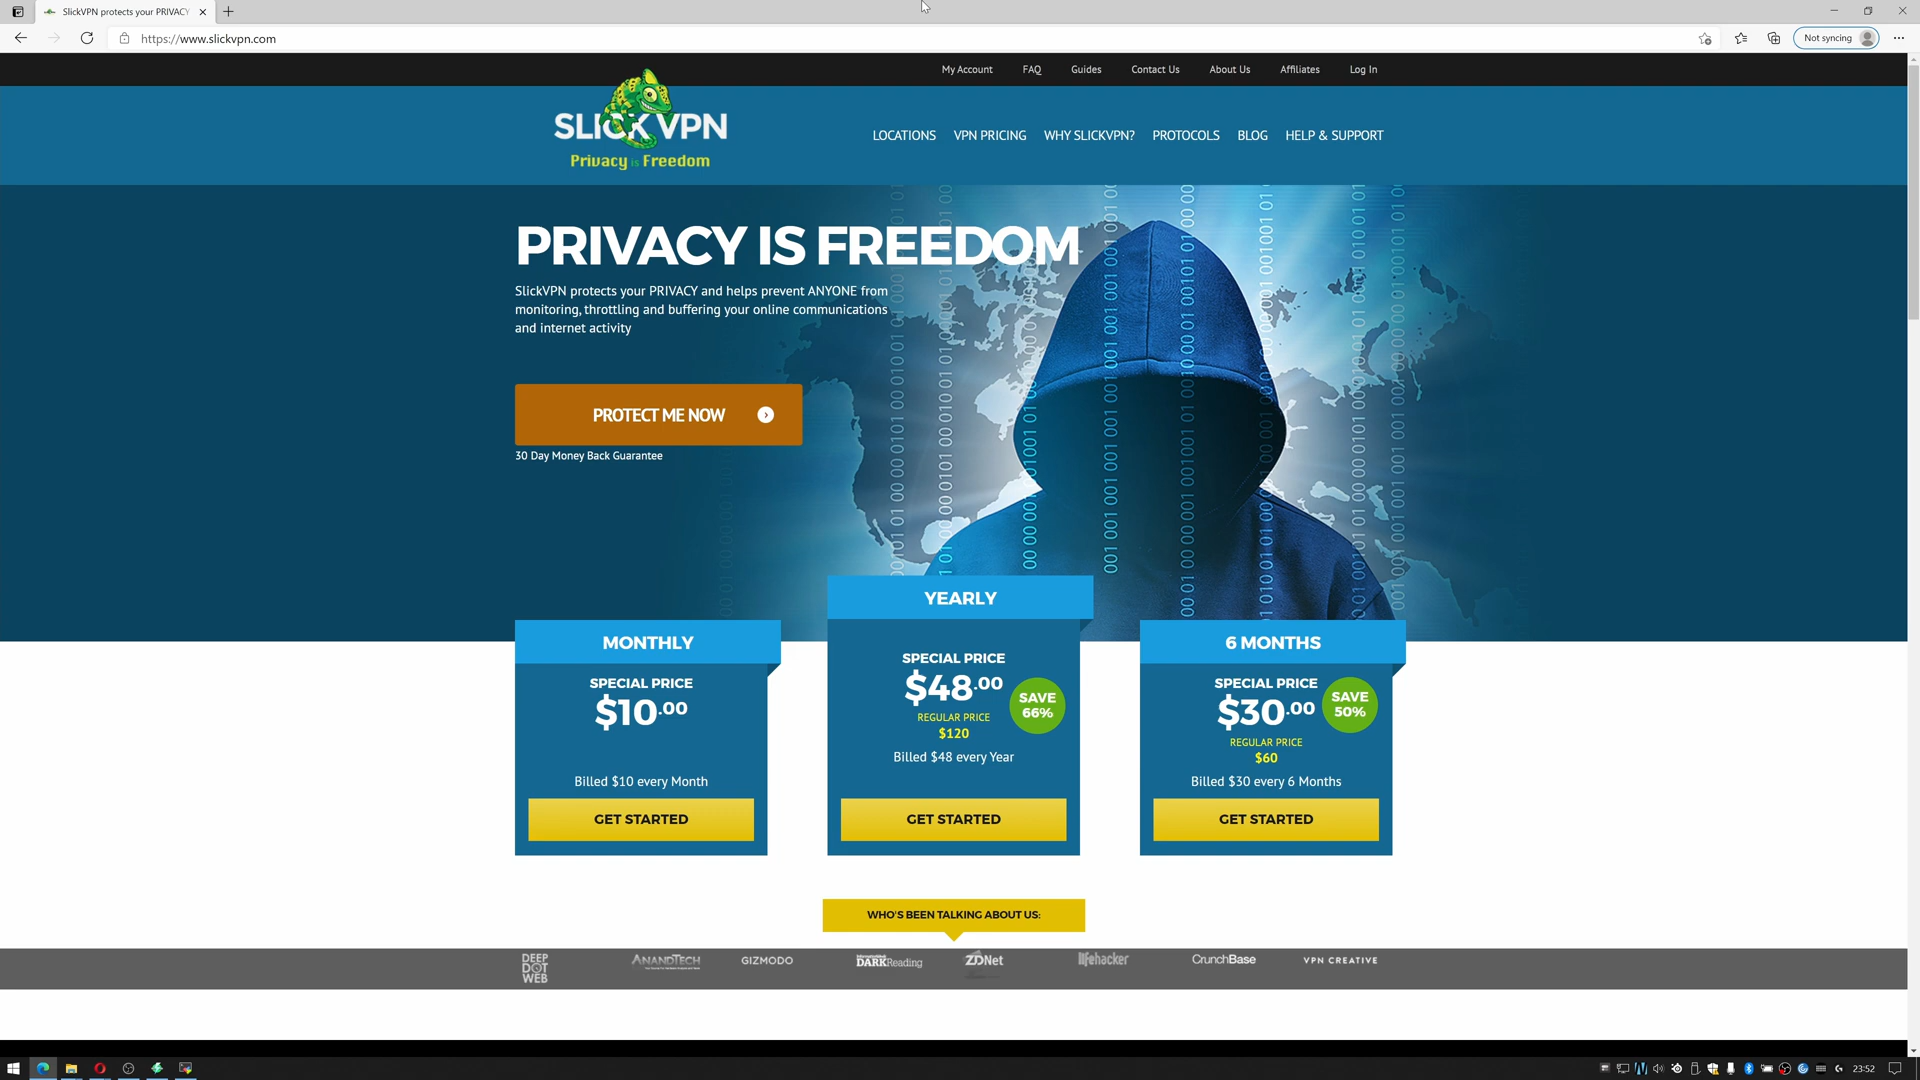 SlickVPN protects your PRIVACY
https://www.slickvpn.com
Not syncing
My Account
FAQ
Guides
Contact Us
About Us
Affiliates
Log In
SLICKVPN
Privacy is Freedom
LOCATIONS
VPN PRICING
WHY SLICKVPN?
PROTOCOLS
BLOG
HELP & SUPPORT
PRIVACY IS FREEDOM
SlickVPN protects your PRIVACY and helps prevent ANYONE from
monitoring, throttling and buffering your online communications
and internet activity
PROTECT ME NOW
30 Day Money Back Guarantee
MONTHLY
SPECIAL PRICE
$10.00
Billed $10 every Month
GET STARTED
YEARLY
SPECIAL PRICE
$48.00
SAVE
66%
REGULAR PRICE
$120
Billed $48 every Year
GET STARTED
6 MONTHS
SPECIAL PRICE
$30.00
SAVE
50%
REGULAR PRICE
$60
Billed $30 every 6 Months
GET STARTED
WHO'S BEEN TALKING ABOUT US:
DEEP
DOT
WEB
ANANDTECH
GIZMODO
DARKReading
ZDNet
lifehacker
CrunchBase
VPN CREATIVE
23:52